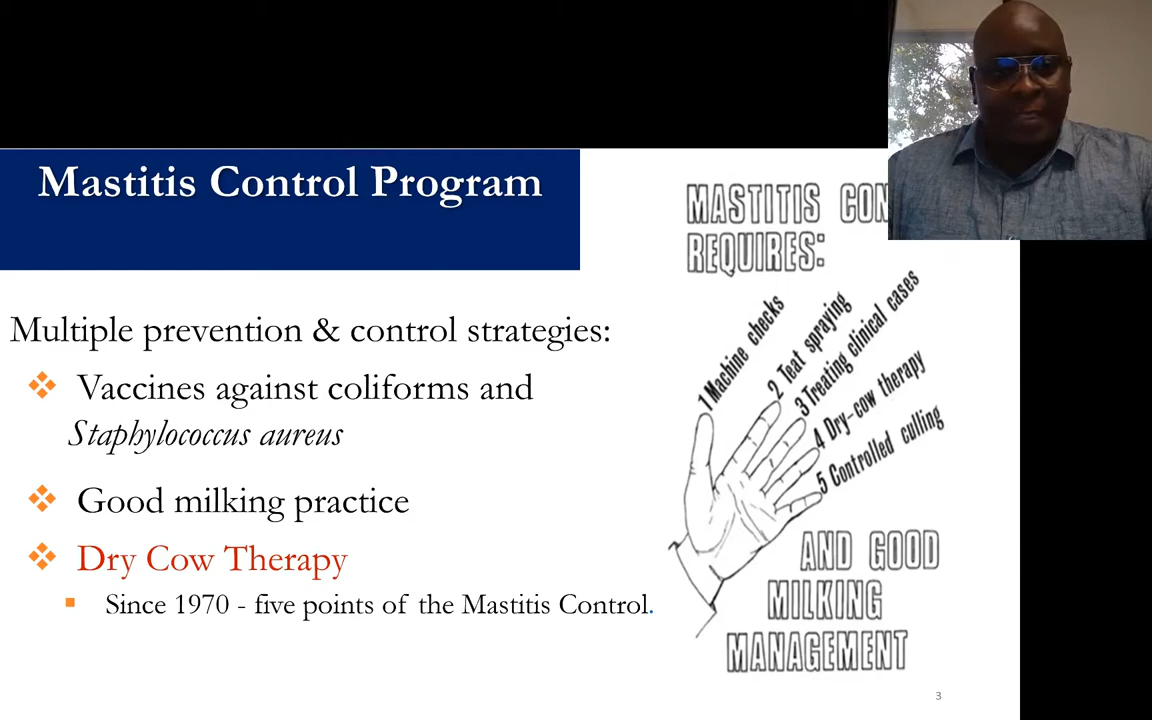 Mastitis Control Program
Multiple prevention & control strategies:
Vaccines against coliforms and
Staphylococcus aureus
Good milking practice
Dry Cow Therapy
Since 1970 - five points of the Mastitis Control.
MASTITIS CON
REQUIRES:
1 Machine checks
2 Teat spraying
3 Treating clinical cases
4 Dry-cow therapy
5 Controlled culling
AND GOOD
MILKING
MANAGEMENT
3